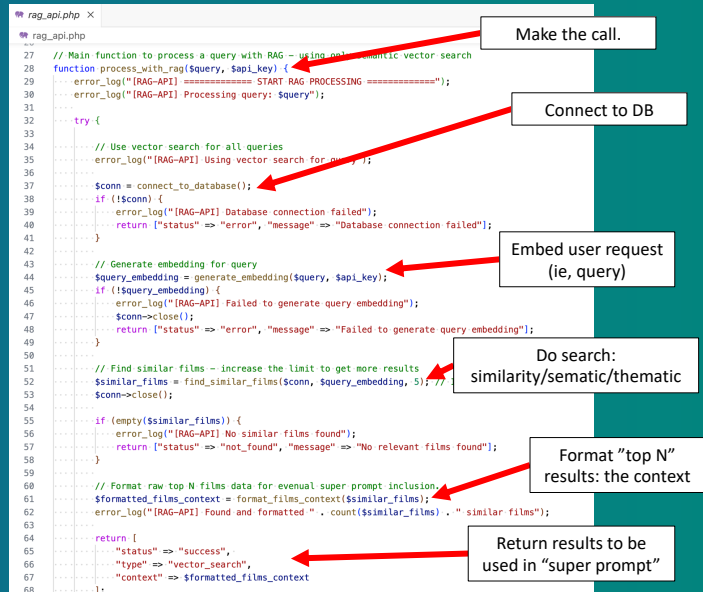 rag_api.php ×
rag_api.php
Make the call.
27 // Main function to process a query with RAG – using only semantic vector search
28 function process_with_rag($query, $api_key) {
29 error_log("[RAG-API] ============= START RAG PROCESSING =============");
30 error_log("[RAG-API] Processing query: $query");
31
Connect to DB
32 try {
33
34 // Use vector search for all queries
35 error_log("[RAG-API] Using vector search for query");
36
37 $conn = connect_to_database();
38 if (!$conn) {
39 error_log("[RAG-API] Database connection failed");
40 return ["status" => "error", "message" => "Database connection failed"];
41 }
42
Embed user request
(ie, query)
43 // Generate embedding for query
44 $query_embedding = generate_embedding($query, $api_key);
45 if (!$query_embedding) {
46 error_log("[RAG-API] Failed to generate query embedding");
47 $conn->close();
48 return ["status" => "error", "message" => "Failed to generate query embedding"];
49 }
50
Do search:
similarity/sematic/thematic
51 // Find similar films – increase the limit to get more results
52 $similar_films = find_similar_films($conn, $query_embedding, 5); //
53 $conn->close();
54
55 if (empty($similar_films)) {
56 error_log("[RAG-API] No similar films found");
57 return ["status" => "not_found", "message" => "No relevant films found"];
58 }
59
Format ”top N”
results: the context
60 // Format raw top N films data for evenual super prompt inclusion.
61 $formatted_films_context = format_films_context($similar_films);
62 error_log("[RAG-API] Found and formatted " . count($similar_films) . " similar films");
63
Return results to be
used in “super prompt”
64 return [
65 "status" => "success",
66 "type" => "vector_search",
67 "context" => $formatted_films_context
68 ];